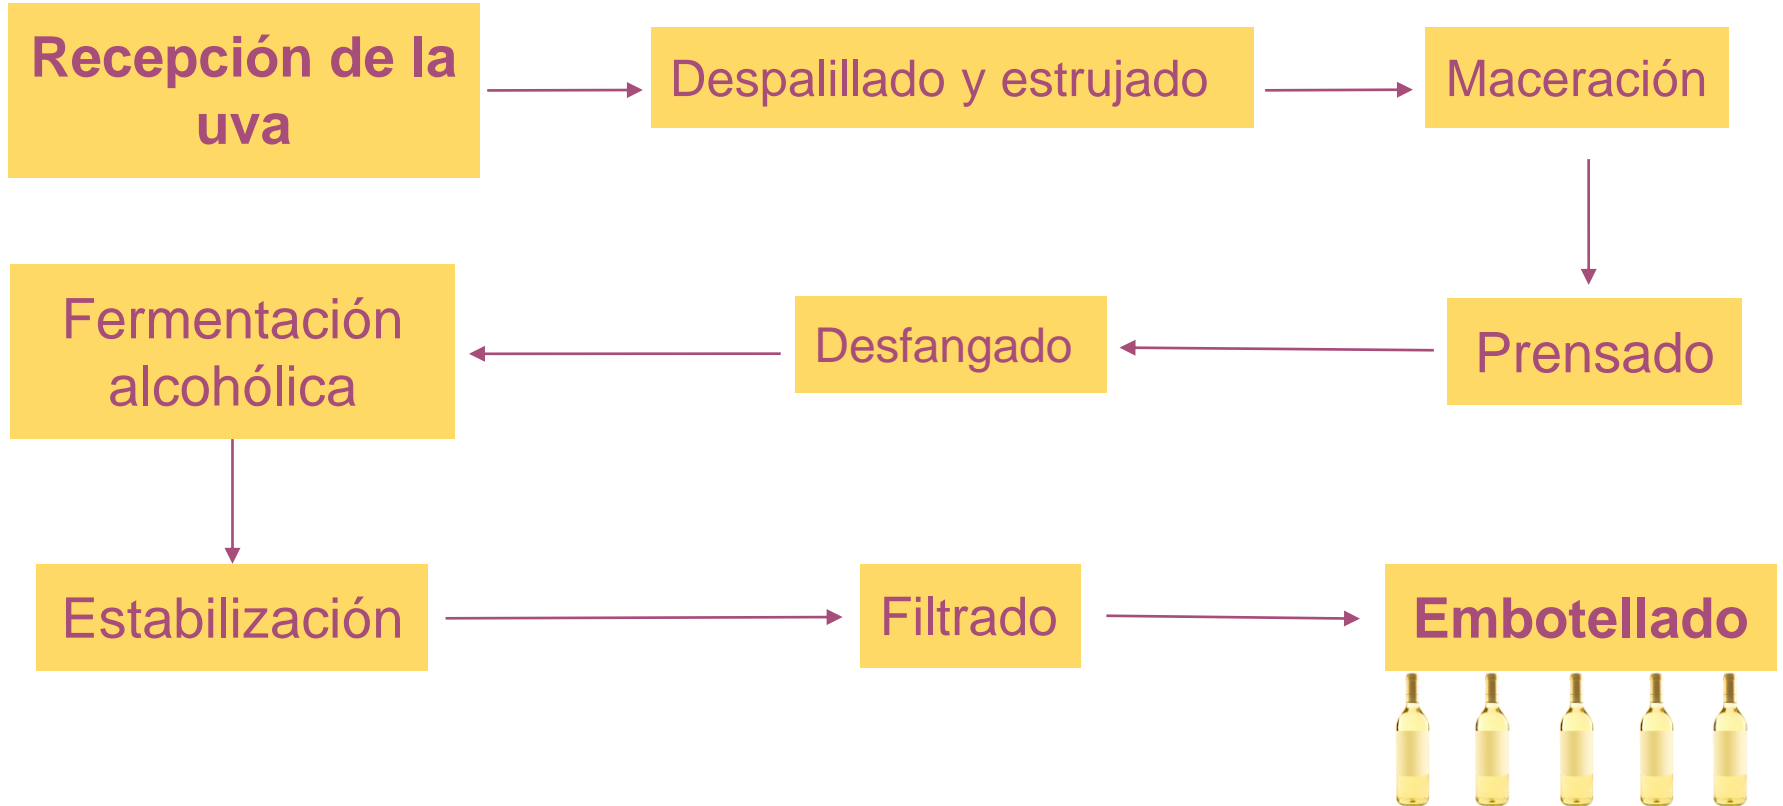 Recepción de la
uva
Despalillado y estrujado
Maceración
Prensado
Desfangado
Fermentación
alcohólica
Estabilización
Filtrado
Embotellado